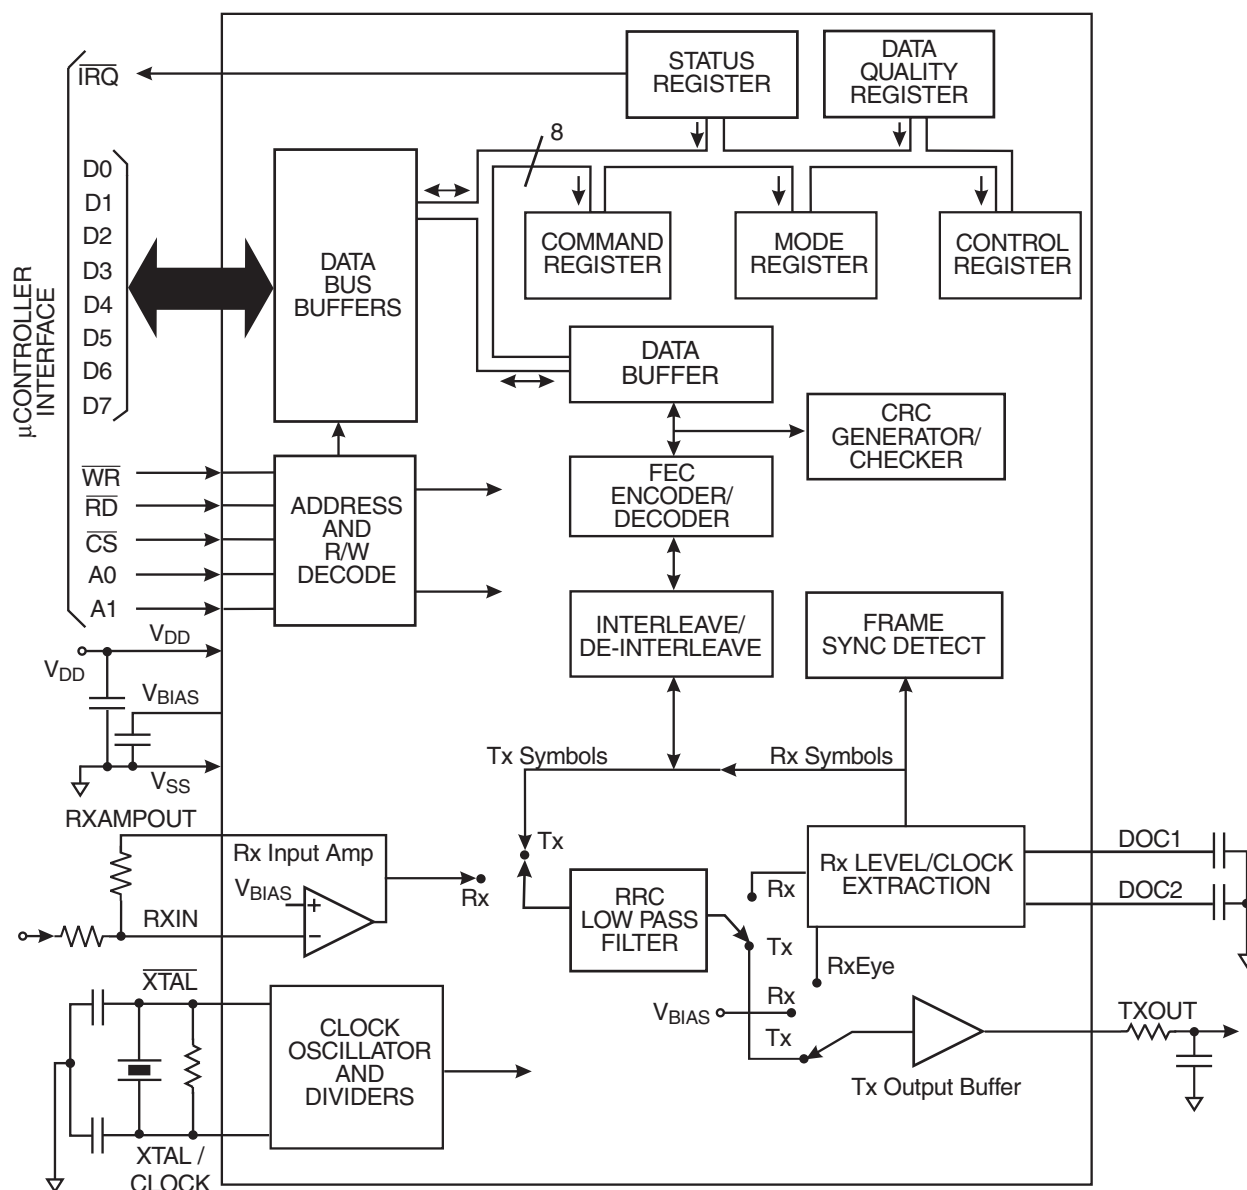 STATUS
REGISTER
DATA
QUALITY
REGISTER
IRQ
8
D0
D1
D2
D3
D4
D5
D6
D7
µCONTROLLER
INTERFACE
DATA
BUS
BUFFERS
COMMAND
REGISTER
MODE
REGISTER
CONTROL
REGISTER
DATA
BUFFER
CRC
GENERATOR/
CHECKER
WR
RD
CS
A0
A1
ADDRESS
AND
R/W
DECODE
FEC
ENCODER/
DECODER
INTERLEAVE/
DE-INTERLEAVE
FRAME
SYNC DETECT
VDD
VDD
VBIAS
VSS
Tx Symbols
Rx Symbols
RXAMPOUT
Rx Input Amp
VBIAS
+
−
RXIN
Rx
Tx
RRC
LOW PASS
FILTER
Rx
Tx
Rx LEVEL/CLOCK
EXTRACTION
DOC1
DOC2
RxEye
VBIAS
Rx
Tx
Tx Output Buffer
TXOUT
XTAL
CLOCK
OSCILLATOR
AND
DIVIDERS
XTAL /
CLOCK